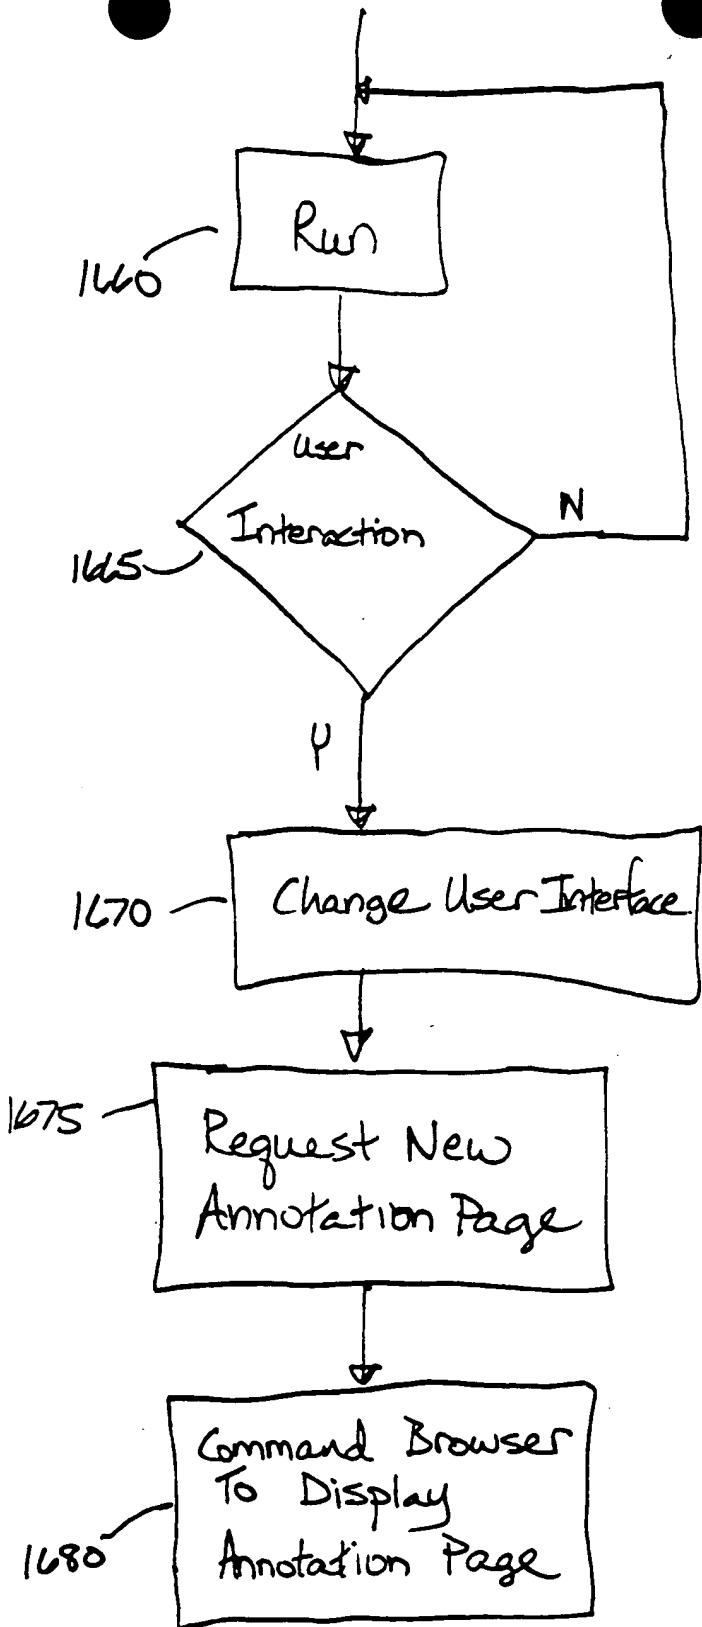 Run
1660
User
Interaction
N
1665
Y
Change User Interface
1670
1675
Request New
Annotation Page
Command Browser
To Display
Annotation Page
1680